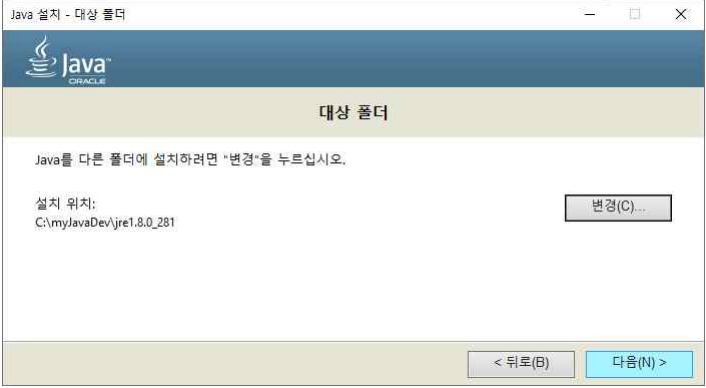 Java 설치 - 대상 폴더
Java
ORACLE
대상 폴더
Java를 다른 폴더에 설치하려면 "변경"을 누르십시오.
설치 위치:
변경(C)...
C:\myJavaDev\jre1.8.0_281
< 뒤로(B)
다음(N) >